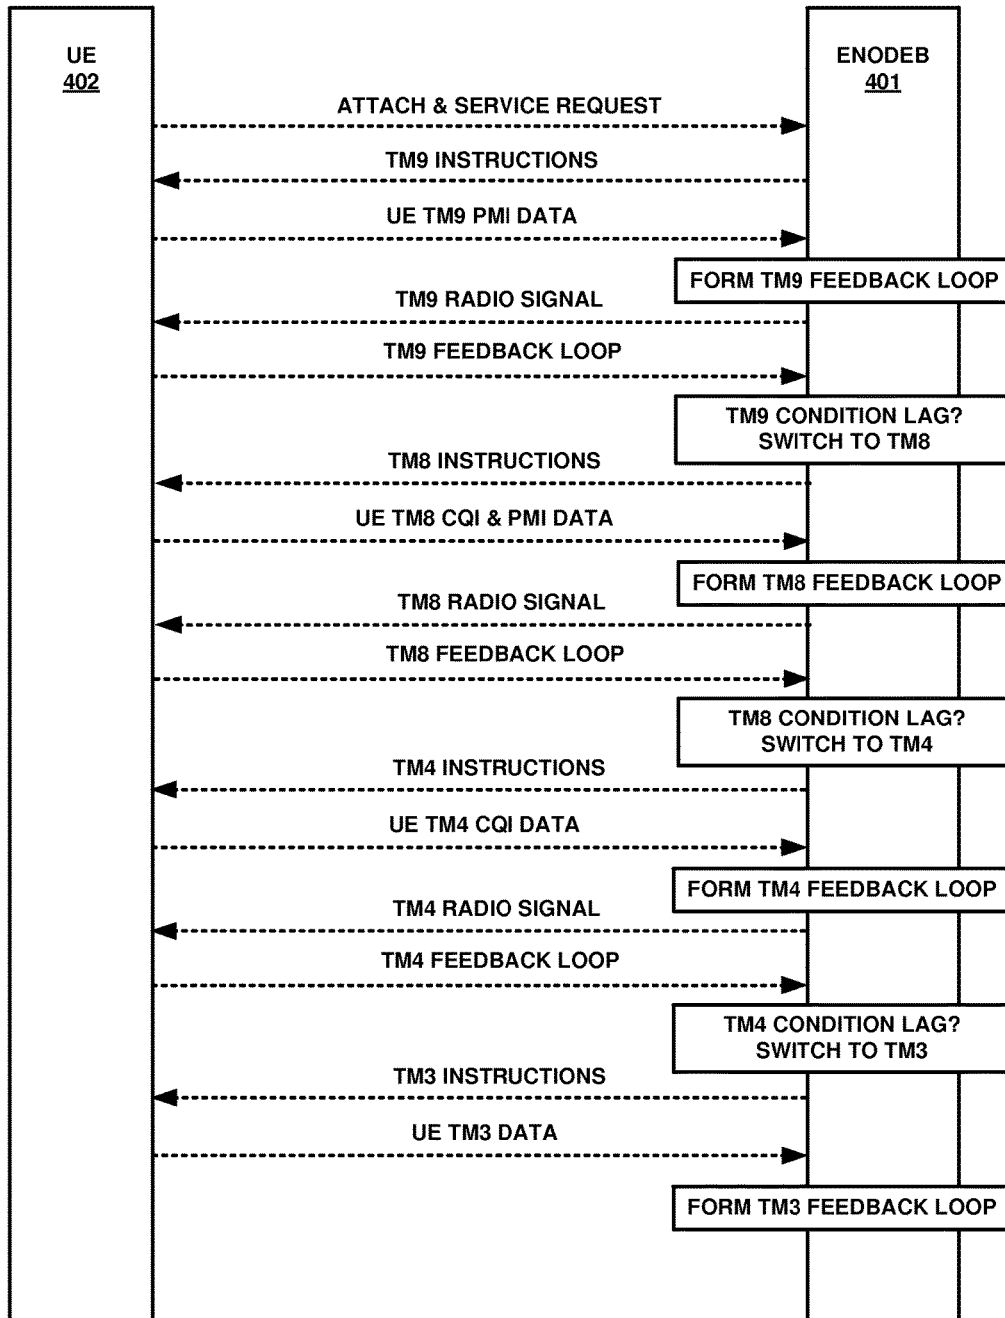 UE
402
ENODEB
401
ATTACH & SERVICE REQUEST
TM9 INSTRUCTIONS
UE TM9 PMI DATA
FORM TM9 FEEDBACK LOOP
TM9 RADIO SIGNAL
TM9 FEEDBACK LOOP
TM9 CONDITION LAG?
SWITCH TO TM8
TM8 INSTRUCTIONS
UE TM8 CQI & PMI DATA
FORM TM8 FEEDBACK LOOP
TM8 RADIO SIGNAL
TM8 FEEDBACK LOOP
TM8 CONDITION LAG?
SWITCH TO TM4
TM4 INSTRUCTIONS
UE TM4 CQI DATA
FORM TM4 FEEDBACK LOOP
TM4 RADIO SIGNAL
TM4 FEEDBACK LOOP
TM4 CONDITION LAG?
SWITCH TO TM3
TM3 INSTRUCTIONS
UE TM3 DATA
FORM TM3 FEEDBACK LOOP